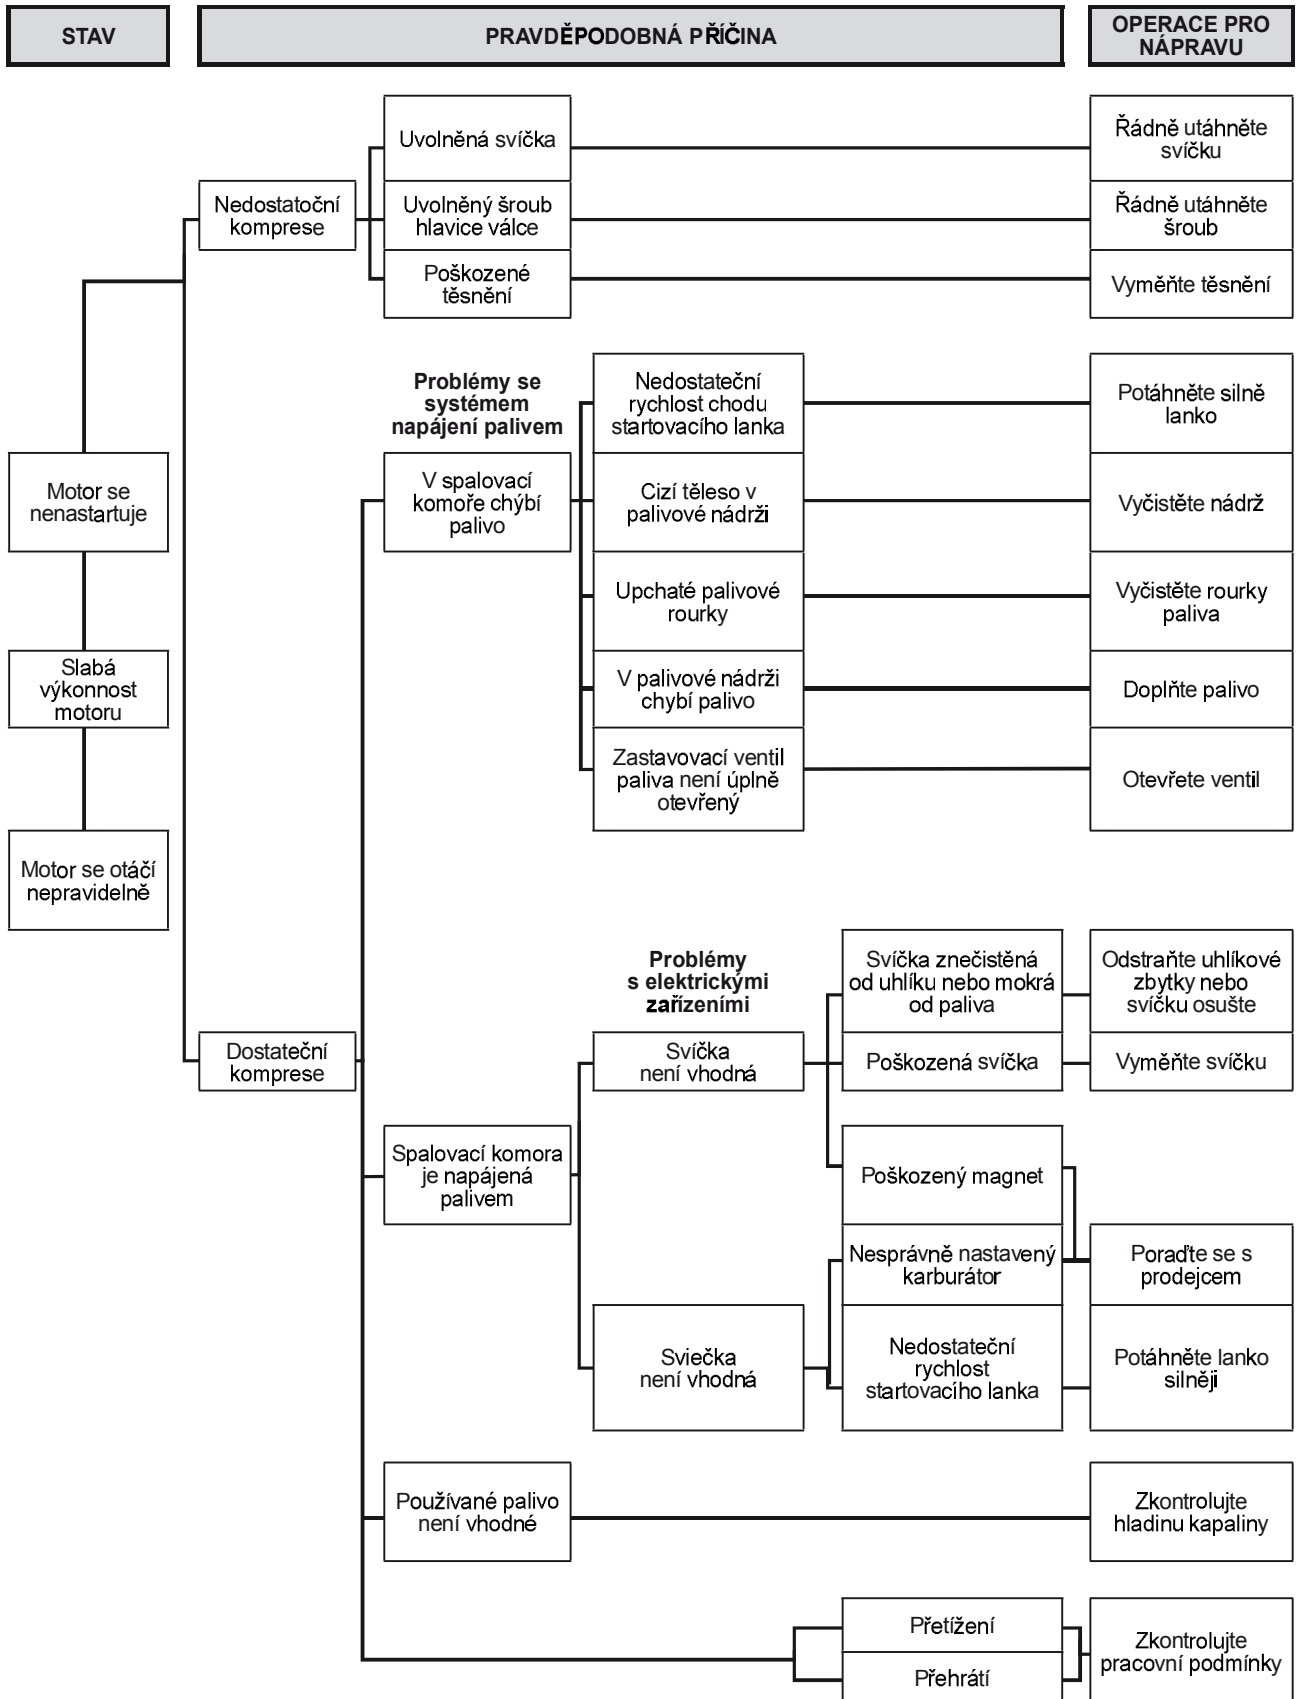 STAV
PRAVDĚPODOBNÁ PŘÍČINA
OPERACE PRO
NÁPRAVU
Uvolněná svíčka
Řádně utáhněte
svíčku
Nedostatoční
komprese
Uvolněný šroub
hlavice válce
Řádně utáhněte
šroub
Poškozené
těsnění
Vyměňte těsnění
Problémy se
systémem
napájení palivem
Nedostateční
rychlost chodu
startovacího lanka
Potáhněte silně
lanko
Motor se
nenastartuje
V spalovací
komoře chýbí
palivo
Cizí těleso v
palivové nádrži
Vyčistěte nádrž
Upchaté palivové
rourky
Vyčistěte rourky
paliva
Slabá
výkonnost
motoru
V palivové nádrži
chybí palivo
Doplňte palivo
Zastavovací ventil
paliva není úplně
otevřený
Otevřete ventil
Motor se otáčí
nepravidelně
Problémy
s elektrickými
zařízeními
Svíčka znečistěná
od uhlíku nebo mokrá
od paliva
Odstraňte uhlíkové
zbytky nebo
svíčku osušte
Dostateční
komprese
Svíčka
není vhodná
Poškozená svíčka
Vyměňte svíčku
Spalovací komora
je napájená
palivem
Poškozený magnet
Nesprávně nastavený
karburátor
Poraďte se s
prodejcem
Sviečka
není vhodná
Nedostateční
rychlost
startovacího lanka
Potáhněte lanko
silněji
Používané palivo
není vhodné
Zkontrolujte
hladinu kapaliny
Přetížení
Přehrátí
Zkontrolujte
pracovní podmínky